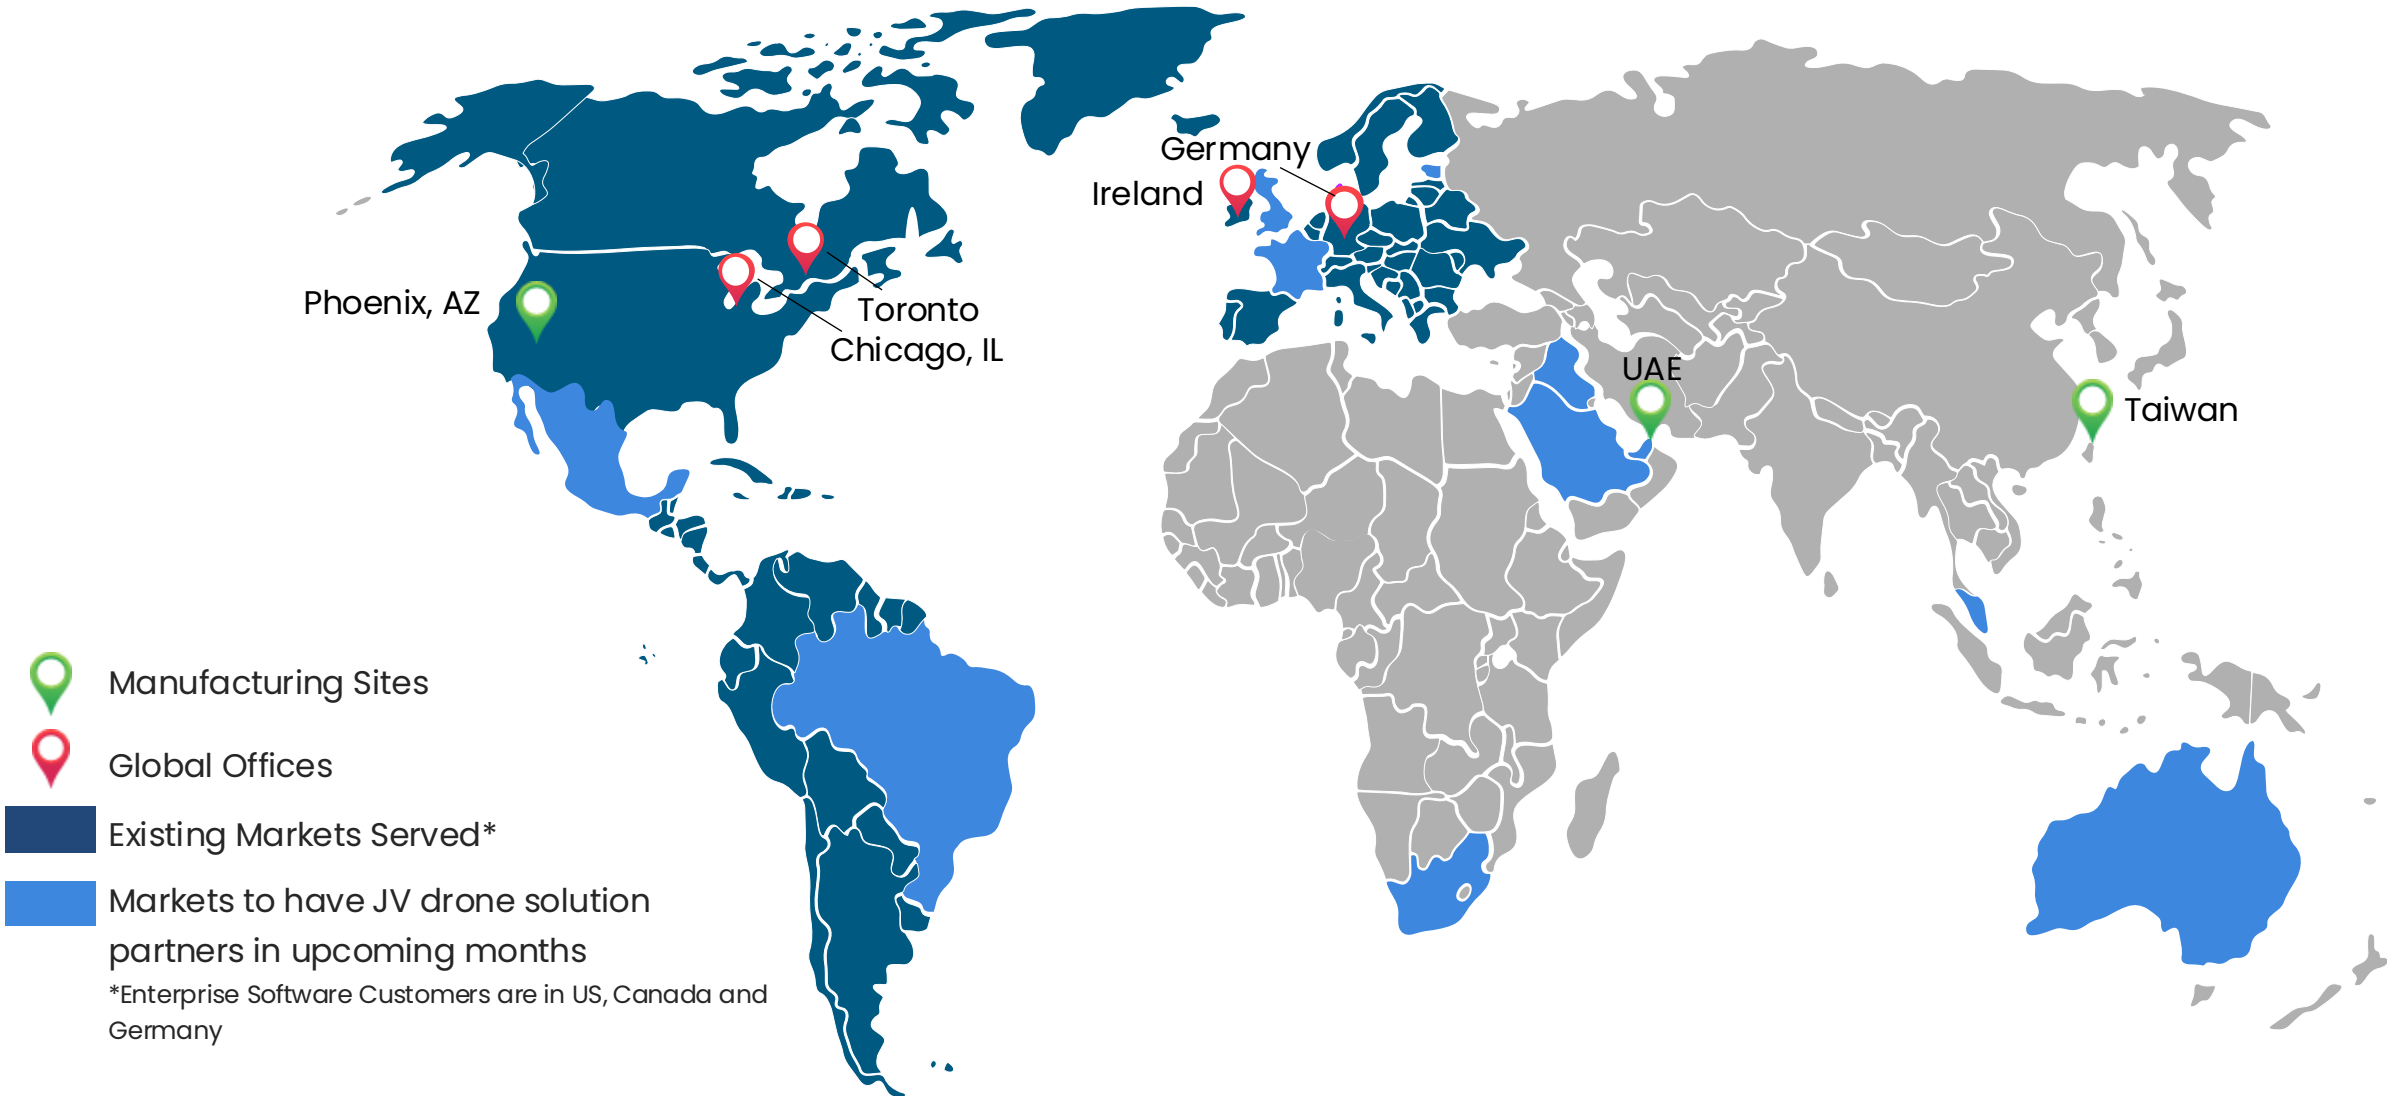 Germany
Ireland
Phoenix, AZ
Toronto
Chicago, IL
UAE
Taiwan
Manufacturing Sites
Global Offices
Existing Markets Served*
Markets to have JV drone solution
partners in upcoming months
*Enterprise Software Customers are in US, Canada and
Germany